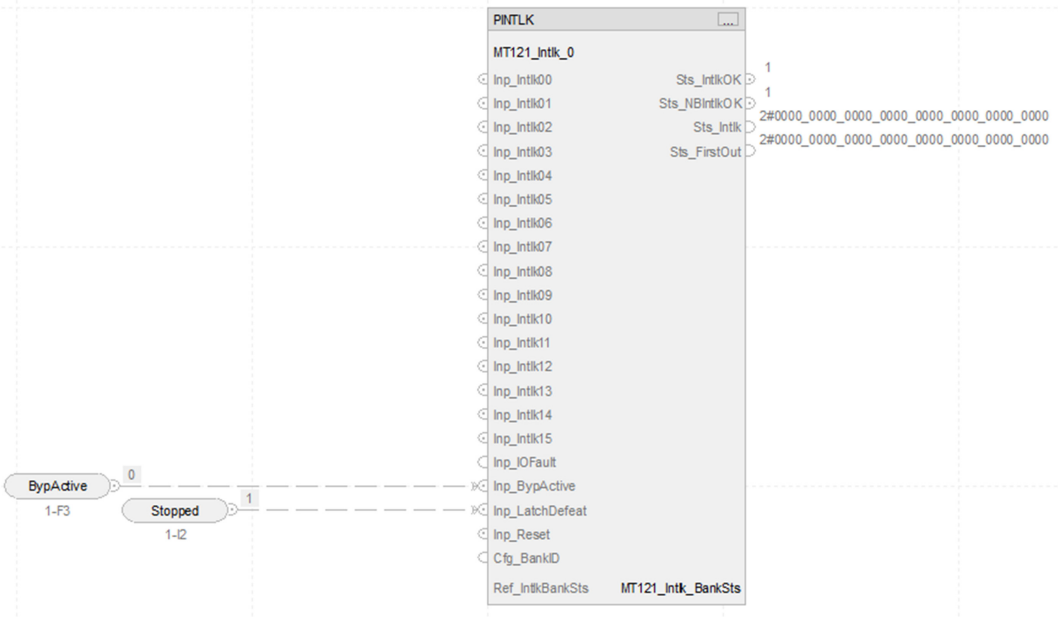 PINTLK ...
MT121_Intlk_0
Inp_Intlk00 Sts_IntlkOK 1
Inp_Intlk01 Sts_NBIntlkOK 1
Inp_Intlk02 Sts_Intlk 2#0000_0000_0000_0000_0000_0000_0000_0000
Inp_Intlk03 Sts_FirstOut 2#0000_0000_0000_0000_0000_0000_0000_0000
Inp_Intlk04
Inp_Intlk05
Inp_Intlk06
Inp_Intlk07
Inp_Intlk08
Inp_Intlk09
Inp_Intlk10
Inp_Intlk11
Inp_Intlk12
Inp_Intlk13
Inp_Intlk14
Inp_Intlk15
Inp_IOFault
BypActive 0 Inp_BypActive
1-F3
Stopped 1 Inp_LatchDefeat
1-I2
Inp_Reset
Cfg_BankID
Ref_IntlkBankSts MT121_Intlk_BankSts